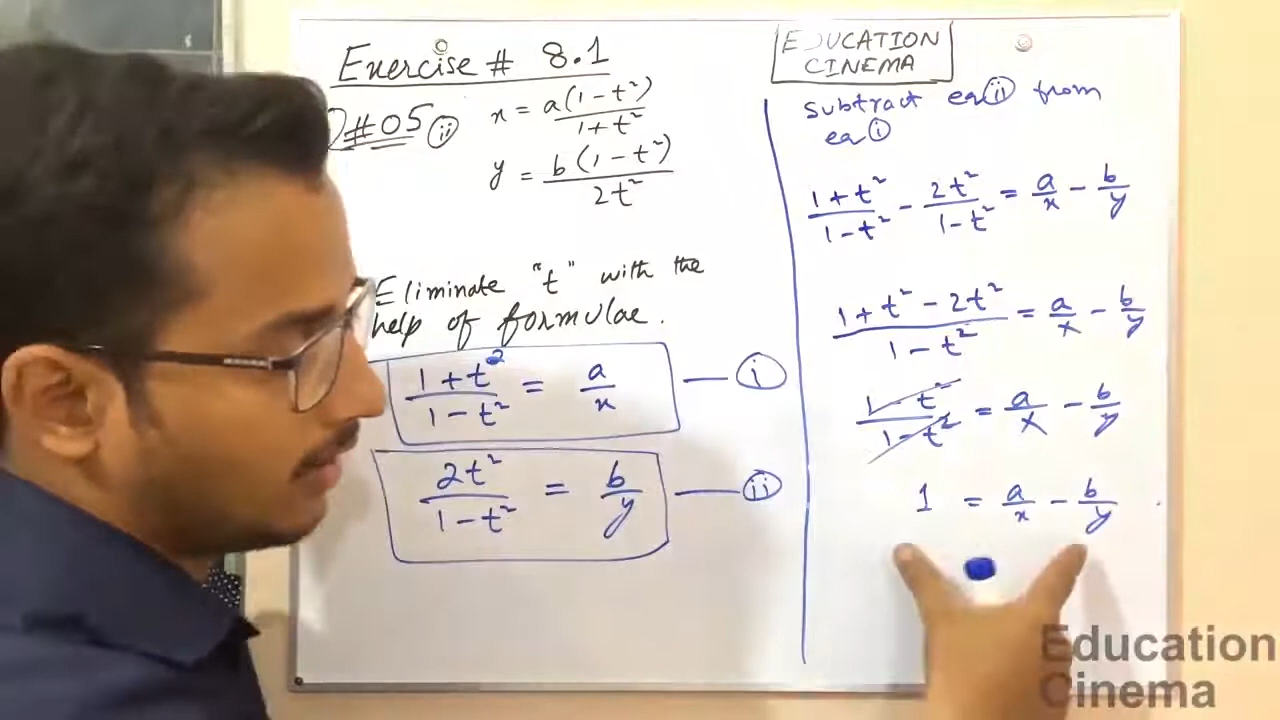 Exercise # 8.1
Q#05 (ii) x = a(1-t²)/1+t²
y = b(1-t²)/2t²
Eliminate "t" with the
help of formulae.
1+t²/1-t² = a/x — (i)
2t²/1-t² = b/y — (ii)
EDUCATION
CINEMA
Subtract eq (ii) from
eq (i)
1+t²/1-t² - 2t²/1-t² = a/x - b/y
1+t²-2t²/1-t² = a/x - b/y
1-t²/1-t² = a/x - b/y
1 = a/x - b/y
Education
Cinema